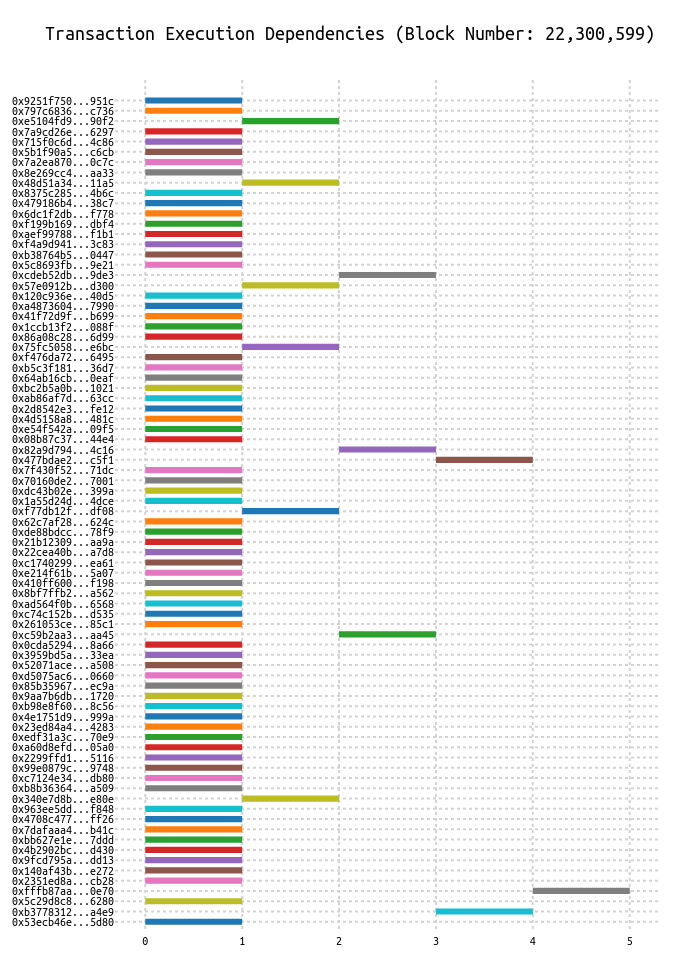 Transaction Execution Dependencies (Block Number: 22,300,599)
0x9251f750...951c
0x797c6836...c736
0xe5104fd9...90f2
0x7a9cd26e...6297
0x715f0c6d...4c86
0x5b1f90a5...c6cb
0x7a2ea870...0c7c
0x8e269cc4...aa33
0x48d51a34...11a5
0x8375c285...4b6c
0x479186b4...38c7
0x6dc1f2db...f778
0xf199b169...dbf4
0xaef99788...f1b1
0xf4a9d941...3c83
0xb38764b5...0447
0x5c8693fb...9e21
0xcdeb52db...9de3
0x57e0912b...d300
0x120c936e...40d5
0xa4873604...7990
0x41f72d9f...b699
0x1ccb13f2...088f
0x86a08c28...6d99
0x75fc5058...e6bc
0xf476da72...6495
0xb5c3f181...36d7
0x64ab16cb...0eaf
0xbc2b5a0b...1021
0xab86af7d...63cc
0x2d8542e3...fe12
0x4d5158a8...481c
0xe54f542a...09f5
0x08b87c37...44e4
0x82a9d794...4c16
0x477bdae2...c5f1
0x7f430f52...71dc
0x70160de2...7001
0xdc43b02e...399a
0x1a55d24d...4dce
0xf77db12f...df08
0x62c7af28...624c
0xde88bdcc...78f9
0x21b12309...aa9a
0x22cea40b...a7d8
0xc1740299...ea61
0xe214f61b...5a07
0x410ff600...f198
0x8bf7ffb2...a562
0xad564f0b...6568
0xc74c152b...d535
0x261053ce...85c1
0xc59b2aa3...aa45
0x0cda5294...8a66
0x3959bd5a...33ea
0x52071ace...a508
0xd5075ac6...0660
0x85b35967...ec9a
0x9aa7b6db...1720
0xb98e8f60...8c56
0x4e1751d9...999a
0x23ed84a4...4283
0xedf31a3c...70e9
0xa60d8efd...05a0
0x2299ffd1...5116
0x99e0879c...9748
0xc7124e34...db80
0xb8b36364...a509
0x340e7d8b...e80e
0x963ee5dd...f848
0x4708c477...ff26
0x7dafaaa4...b41c
0xbb627e1e...7ddd
0x4b2902bc...d430
0x9fcd795a...dd13
0x140af43b...e272
0x2351ed8a...cb28
0xfffb87aa...0e70
0x5c29d8c8...6280
0xb3778312...a4e9
0x53ecb46e...5d80
0 1 2 3 4 5